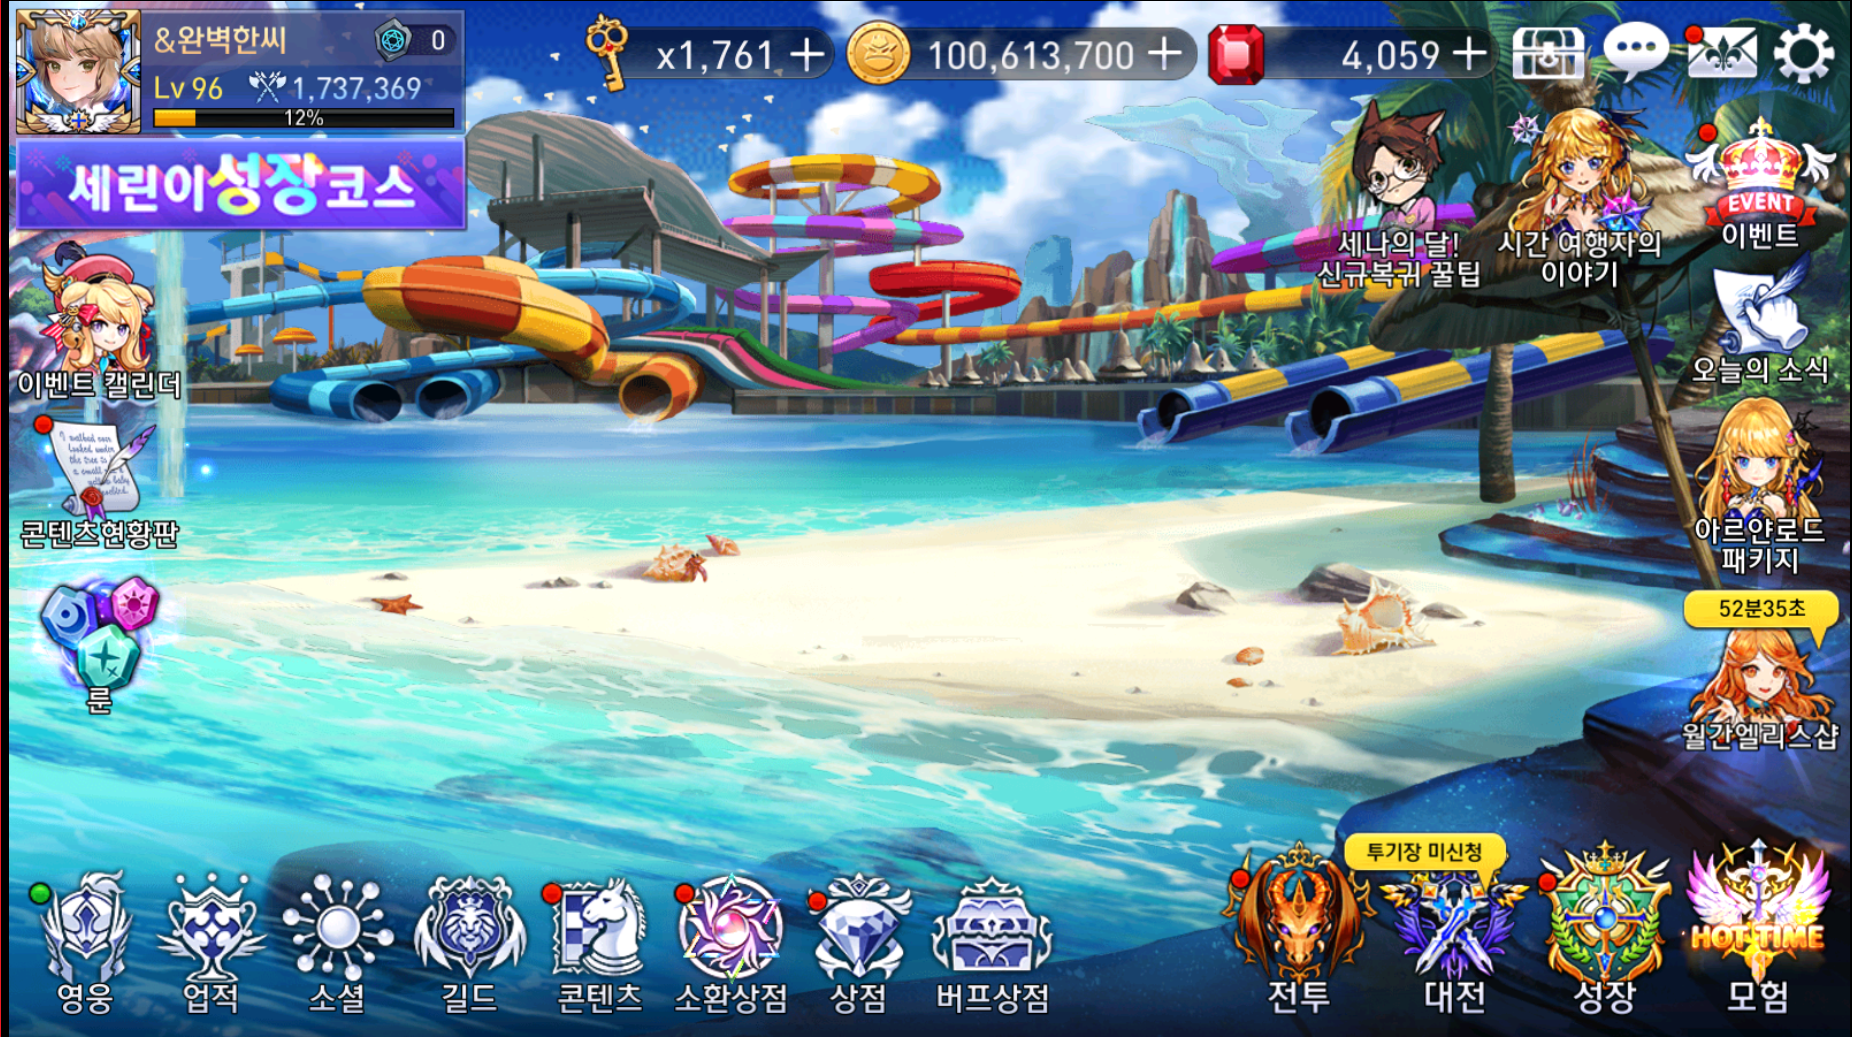 &완벽한씨
0
Lv 96
1,737,369
12%
x1,761
100,613,700
4,059
세린이성장코스
세나의 달!
신규복귀 꿀팁
시간 여행자의
이야기
EVENT
이벤트
이벤트 캘린더
오늘의 소식
콘텐츠현황판
아르얀로드
패키지
52분35초
룬
월간엘리스샵
투기장 미신청
HOT TIME
영웅
업적
소셜
길드
콘텐츠
소환상점
상점
버프상점
전투
대전
성장
모험